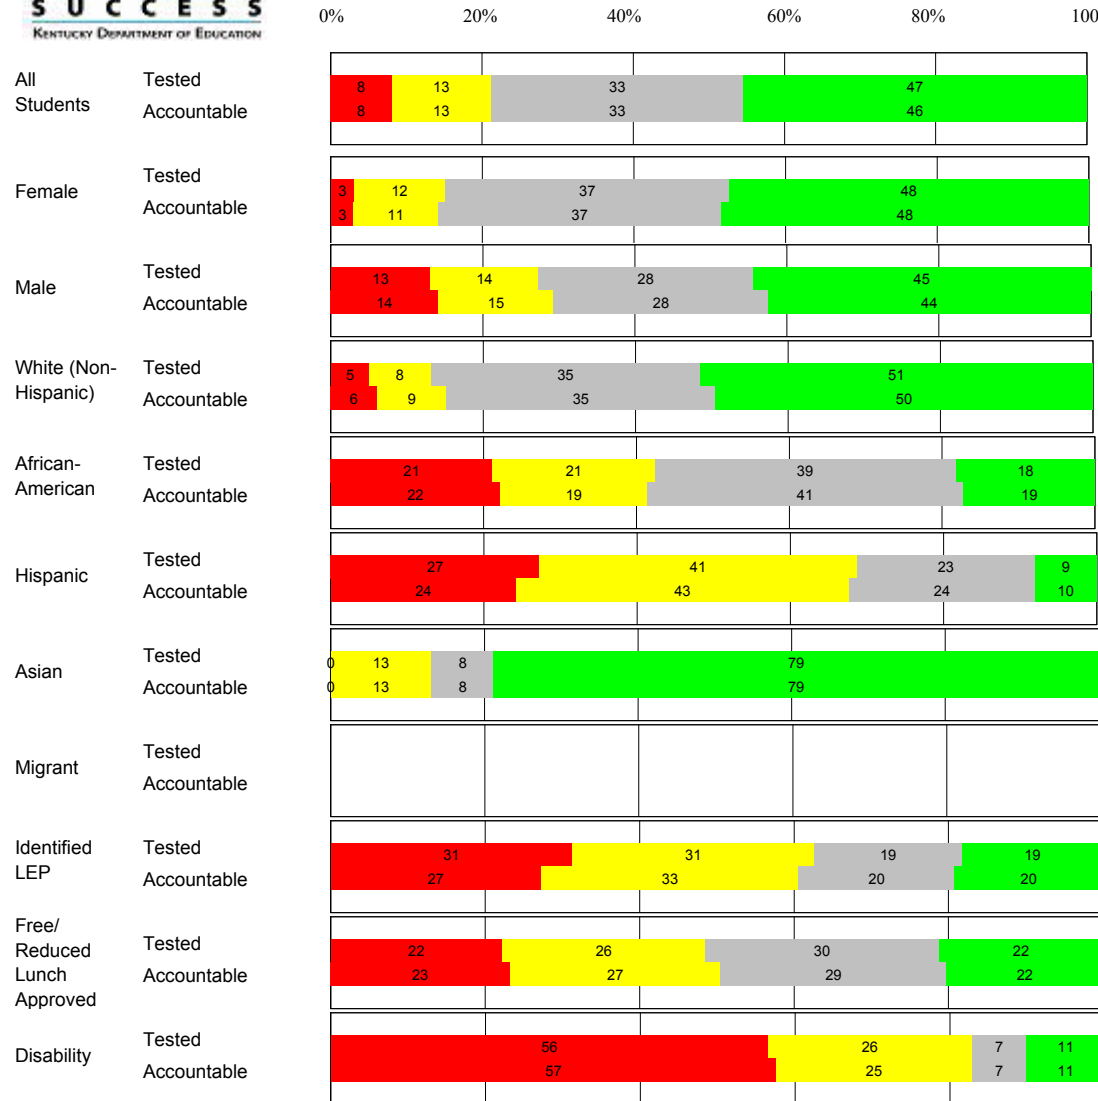 S U C C E S S
KENTUCKY DEPARTMENT OF EDUCATION
0% 20% 40% 60% 80% 100
All
Students
Tested
Accountable
8 13 33 47
8 13 33 46
Female
Tested
Accountable
3 12 37 48
3 11 37 48
Male
Tested
Accountable
13 14 28 45
14 15 28 44
White (Non-
Hispanic)
Tested
Accountable
5 8 35 51
6 9 35 50
African-
American
Tested
Accountable
21 21 39 18
22 19 41 19
Hispanic
Tested
Accountable
27 41 23 9
24 43 24 10
Asian
Tested
Accountable
0 13 8 79
0 13 8 79
Migrant
Tested
Accountable
Identified
LEP
Tested
Accountable
31 31 19 19
27 33 20 20
Free/
Reduced
Lunch
Approved
Tested
Accountable
22 26 30 22
23 27 29 22
Disability
Tested
Accountable
56 26 7 11
57 25 7 11